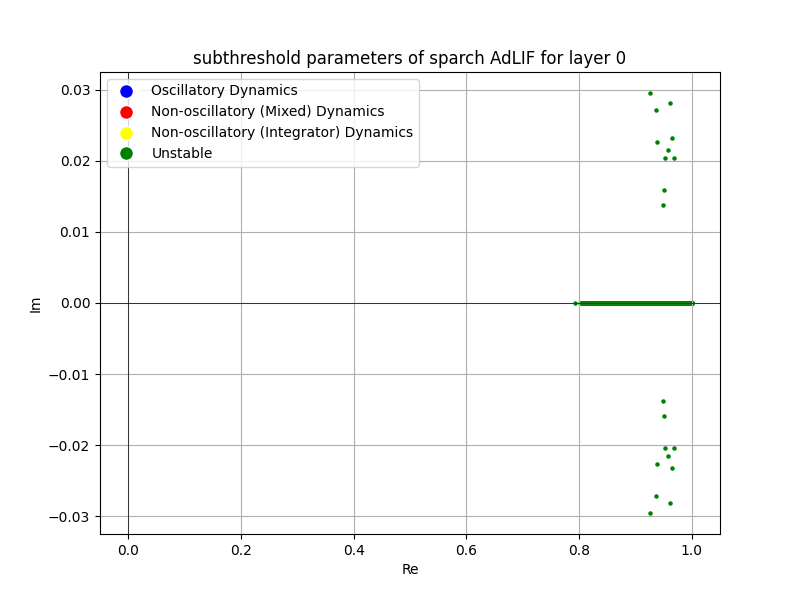 subthreshold parameters of sparch AdLIF for layer 0
Oscillatory Dynamics
Non-oscillatory (Mixed) Dynamics
Non-oscillatory (Integrator) Dynamics
Unstable
0.03
0.02
0.01
0.00
−0.01
−0.02
−0.03
Im
0.0 0.2 0.4 0.6 0.8 1.0
Re